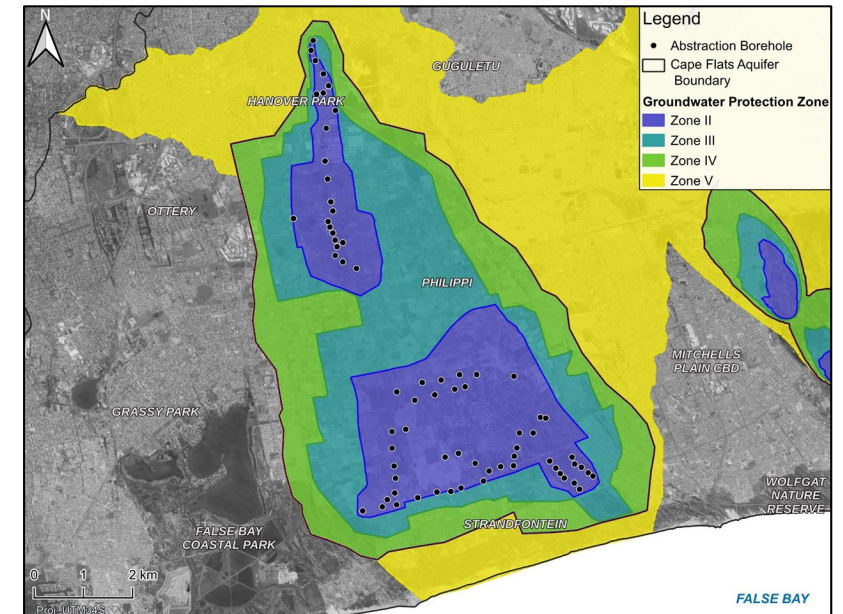 N
Legend
Abstraction Borehole
Cape Flats Aquifer
Boundary
Groundwater Protection Zone
Zone II
Zone III
Zone IV
Zone V
GUGULETU
HANOVER PARK
OTTERY
PHILIPPI
MITCHELLS
PLAIN CBD
GRASSY PARK
WOLFGAT
NATURE
RESERVE
STRANDFONTEIN
FALSE BAY
COASTAL PARK
0 1 2 km
Proj. UTM34S
FALSE BAY